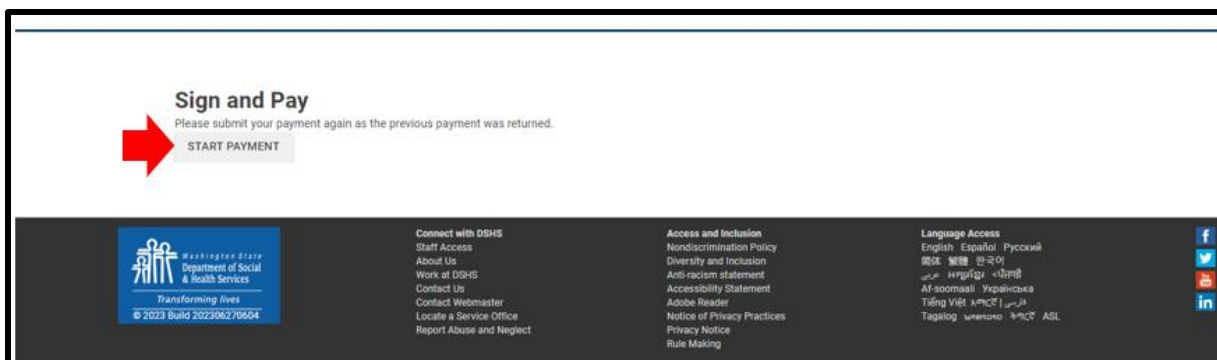 Sign and Pay
Please submit your payment again as the previous payment was returned.
START PAYMENT
Washington State
Department of Social
& Health Services
Transforming lives
© 2023 Build 202306270604
Connect with DSHS
Staff Access
About Us
Work at DSHS
Contact Us
Contact Webmaster
Locate a Service Office
Report Abuse and Neglect
Access and Inclusion
Nondiscrimination Policy
Diversity and Inclusion
Anti-racism statement
Accessibility Statement
Adobe Reader
Notice of Privacy Practices
Privacy Notice
Rule Making
Language Access
English Español Русский
简体 繁體 한국어
عربى
Af-soomaali Українська
Tiếng Việt | فارسی
Tagalog ትግርኛ ASL
f
in